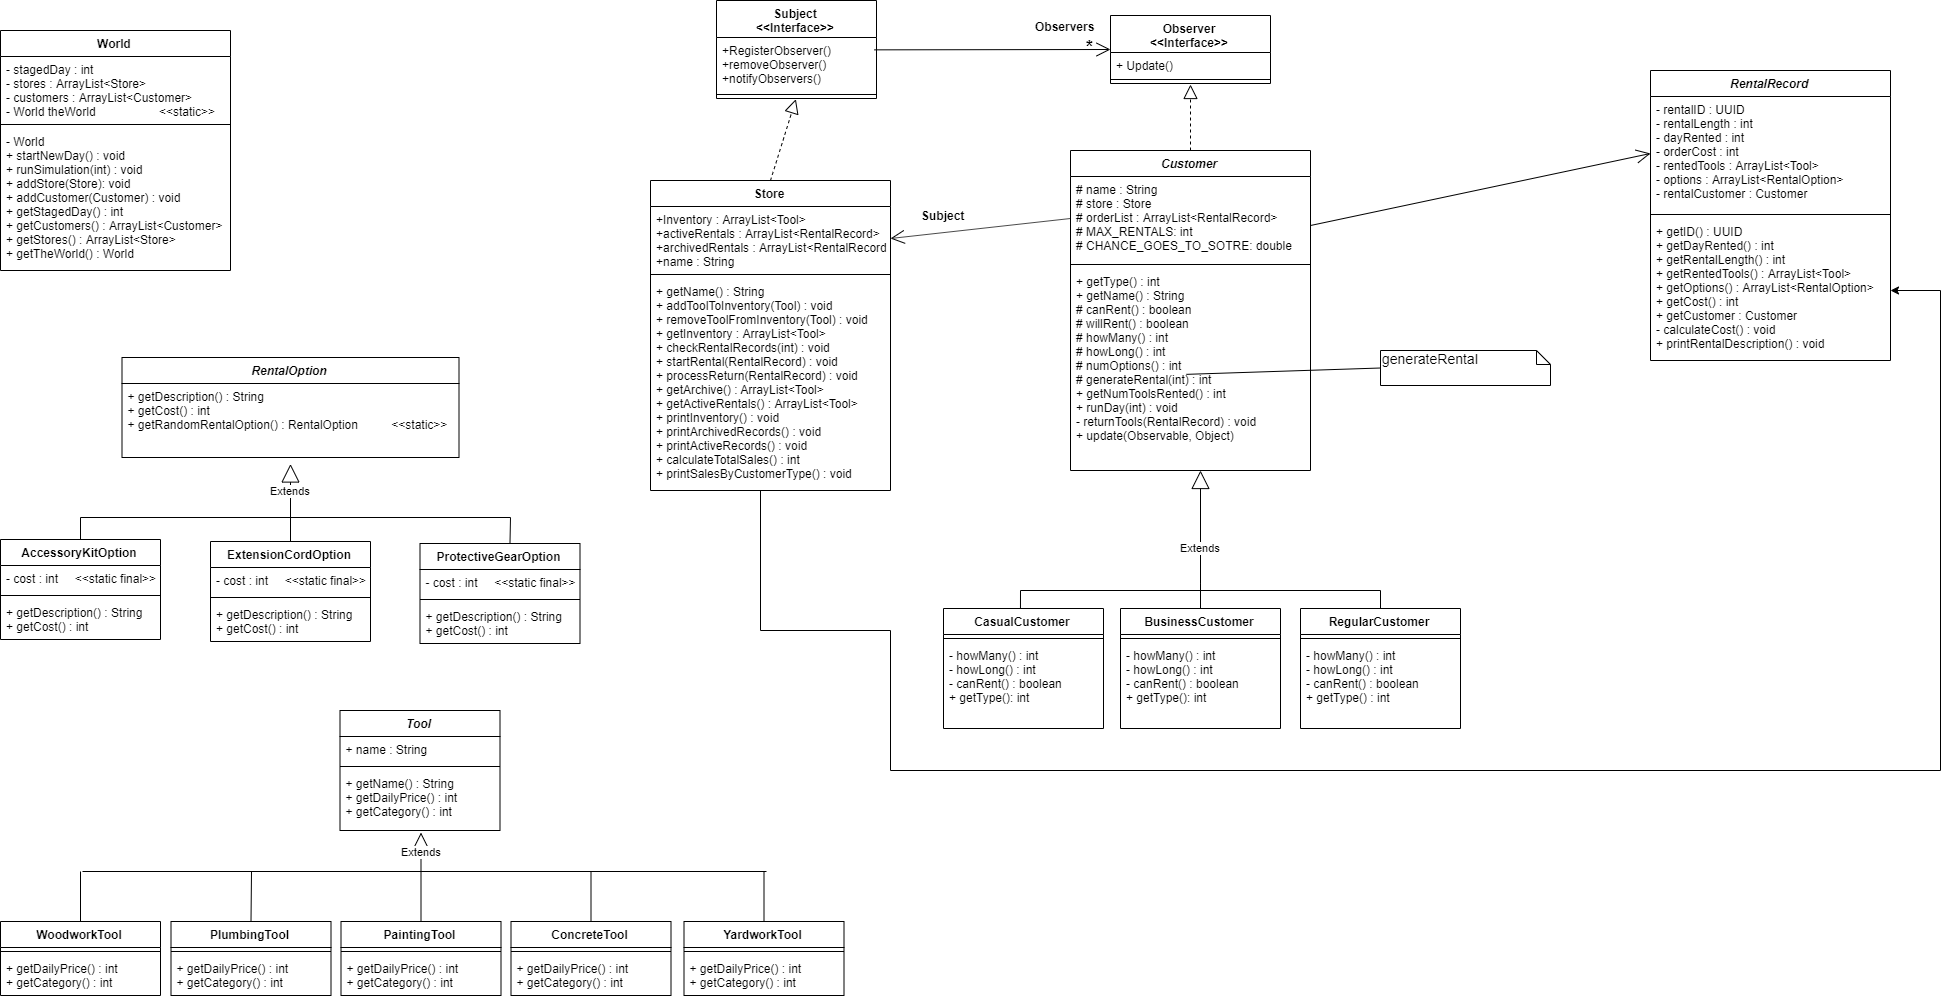 World
- stagedDay : int
- stores : ArrayList<Store>
- customers : ArrayList<Customer>
- World theWorld <<static>>
- World
+ startNewDay() : void
+ runSimulation(int) : void
+ addStore(Store): void
+ addCustomer(Customer) : void
+ getStagedDay() : int
+ getCustomers() : ArrayList<Customer>
+ getStores() : ArrayList<Store>
+ getTheWorld() : World
Subject
<<Interface>>
+RegisterObserver()
+removeObserver()
+notifyObservers()
Observers
*
Observer
<<Interface>>
+ Update()
RentalRecord
- rentalID : UUID
- rentalLength : int
- dayRented : int
- orderCost : int
- rentedTools : ArrayList<Tool>
- options : ArrayList<RentalOption>
- rentalCustomer : Customer
+ getID() : UUID
+ getDayRented() : int
+ getRentalLength() : int
+ getRentedTools() : ArrayList<Tool>
+ getOptions() : ArrayList<RentalOption>
+ getCost() : int
+ getCustomer : Customer
- calculateCost() : void
+ printRentalDescription() : void
Store
+Inventory : ArrayList<Tool>
+activeRentals : ArrayList<RentalRecord>
+archivedRentals : ArrayList<RentalRecord
+name : String
+ getName() : String
+ addToolToInventory(Tool) : void
+ removeToolFromInventory(Tool) : void
+ getInventory : ArrayList<Tool>
+ checkRentalRecords(int) : void
+ startRental(RentalRecord) : void
+ processReturn(RentalRecord) : void
+ getArchive() : ArrayList<Tool>
+ getActiveRentals() : ArrayList<Tool>
+ printInventory() : void
+ printArchivedRecords() : void
+ printActiveRecords() : void
+ calculateTotalSales() : int
+ printSalesByCustomerType() : void
Subject
Customer
# name : String
# store : Store
# orderList : ArrayList<RentalRecord>
# MAX_RENTALS: int
# CHANCE_GOES_TO_SOTRE: double
+ getType() : int
+ getName() : String
# canRent() : boolean
# willRent() : boolean
# howMany() : int
# howLong() : int
# numOptions() : int
# generateRental(int) : int
+ getNumToolsRented() : int
+ runDay(int) : void
- returnTools(RentalRecord) : void
+ update(Observable, Object)
generateRental
RentalOption
+ getDescription() : String
+ getCost() : int
+ getRandomRentalOption() : RentalOption <<static>>
Extends
AccessoryKitOption
- cost : int <<static final>>
+ getDescription() : String
+ getCost() : int
ExtensionCordOption
- cost : int <<static final>>
+ getDescription() : String
+ getCost() : int
ProtectiveGearOption
- cost : int <<static final>>
+ getDescription() : String
+ getCost() : int
Extends
CasualCustomer
- howMany() : int
- howLong() : int
- canRent() : boolean
+ getType(): int
BusinessCustomer
- howMany() : int
- howLong() : int
- canRent() : boolean
+ getType(): int
RegularCustomer
- howMany() : int
- howLong() : int
- canRent() : boolean
+ getType() : int
Tool
+ name : String
+ getName() : String
+ getDailyPrice() : int
+ getCategory() : int
Extends
WoodworkTool
+ getDailyPrice() : int
+ getCategory() : int
PlumbingTool
+ getDailyPrice() : int
+ getCategory() : int
PaintingTool
+ getDailyPrice() : int
+ getCategory() : int
ConcreteTool
+ getDailyPrice() : int
+ getCategory() : int
YardworkTool
+ getDailyPrice() : int
+ getCategory() : int